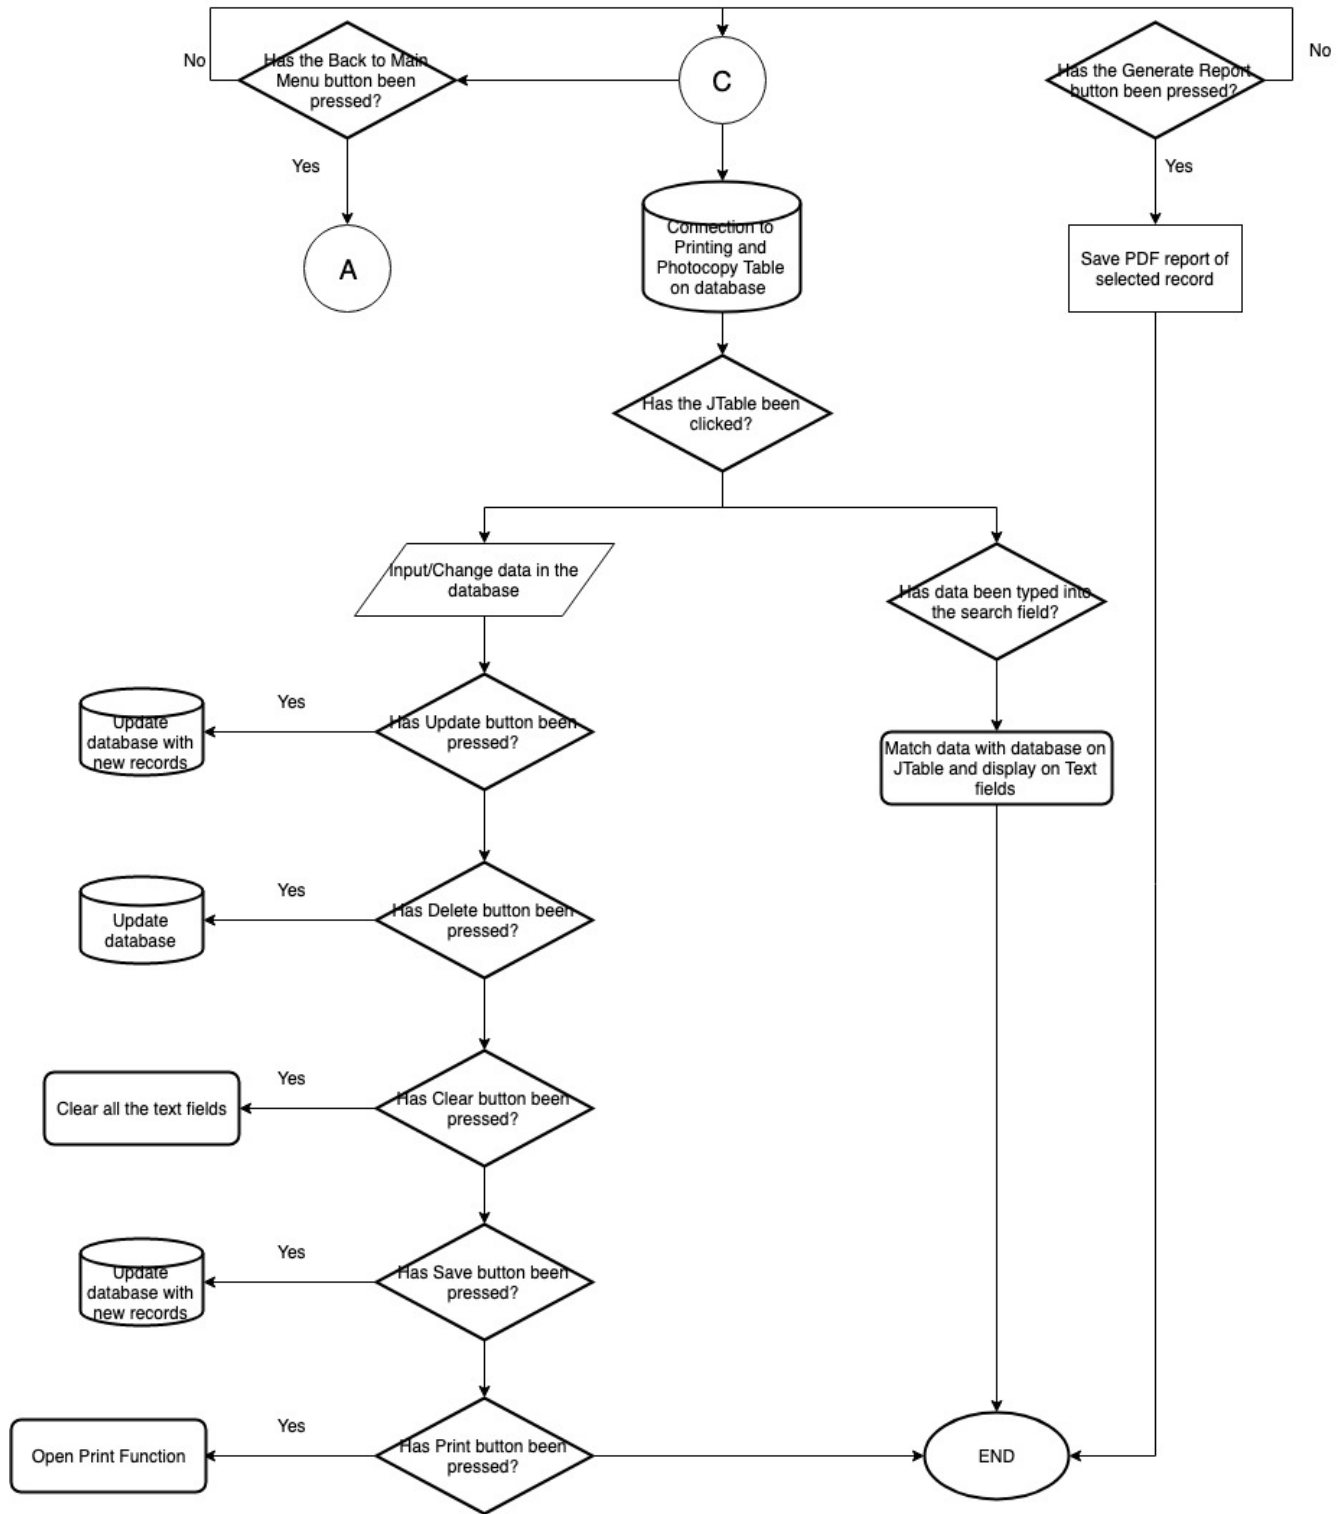 No
Has the Back to Main
Menu button been
pressed?
C
Has the Generate Report
button been pressed?
No
Yes
Yes
A
Connection to
Printing and
Photocopy Table
on database
Save PDF report of
selected record
Has the JTable been
clicked?
Input/Change data in the
database
Has data been typed into
the search field?
Yes
Update
database with
new records
Has Update button been
pressed?
Match data with database on
JTable and display on Text
fields
Yes
Update
database
Has Delete button been
pressed?
Yes
Clear all the text fields
Has Clear button been
pressed?
Yes
Update
database with
new records
Has Save button been
pressed?
Yes
Open Print Function
Has Print button been
pressed?
END